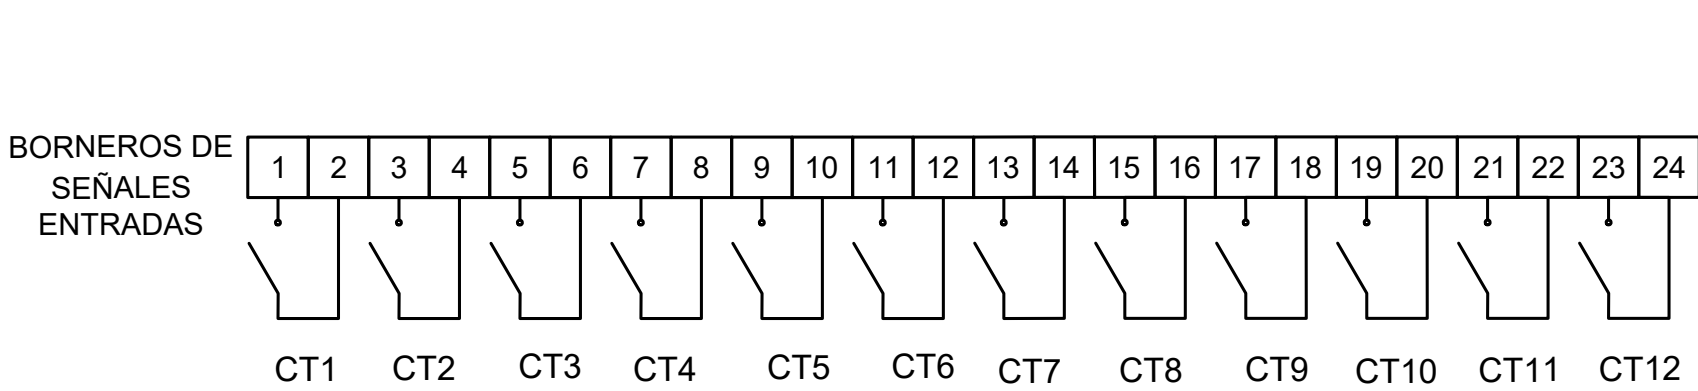 BORNEROS DE
SEÑALES
ENTRADAS
1 2 3 4 5 6 7 8 9 10 11 12 13 14 15 16 17 18 19 20 21 22 23 24
CT1 CT2 CT3 CT4 CT5 CT6 CT7 CT8 CT9 CT10 CT11 CT12